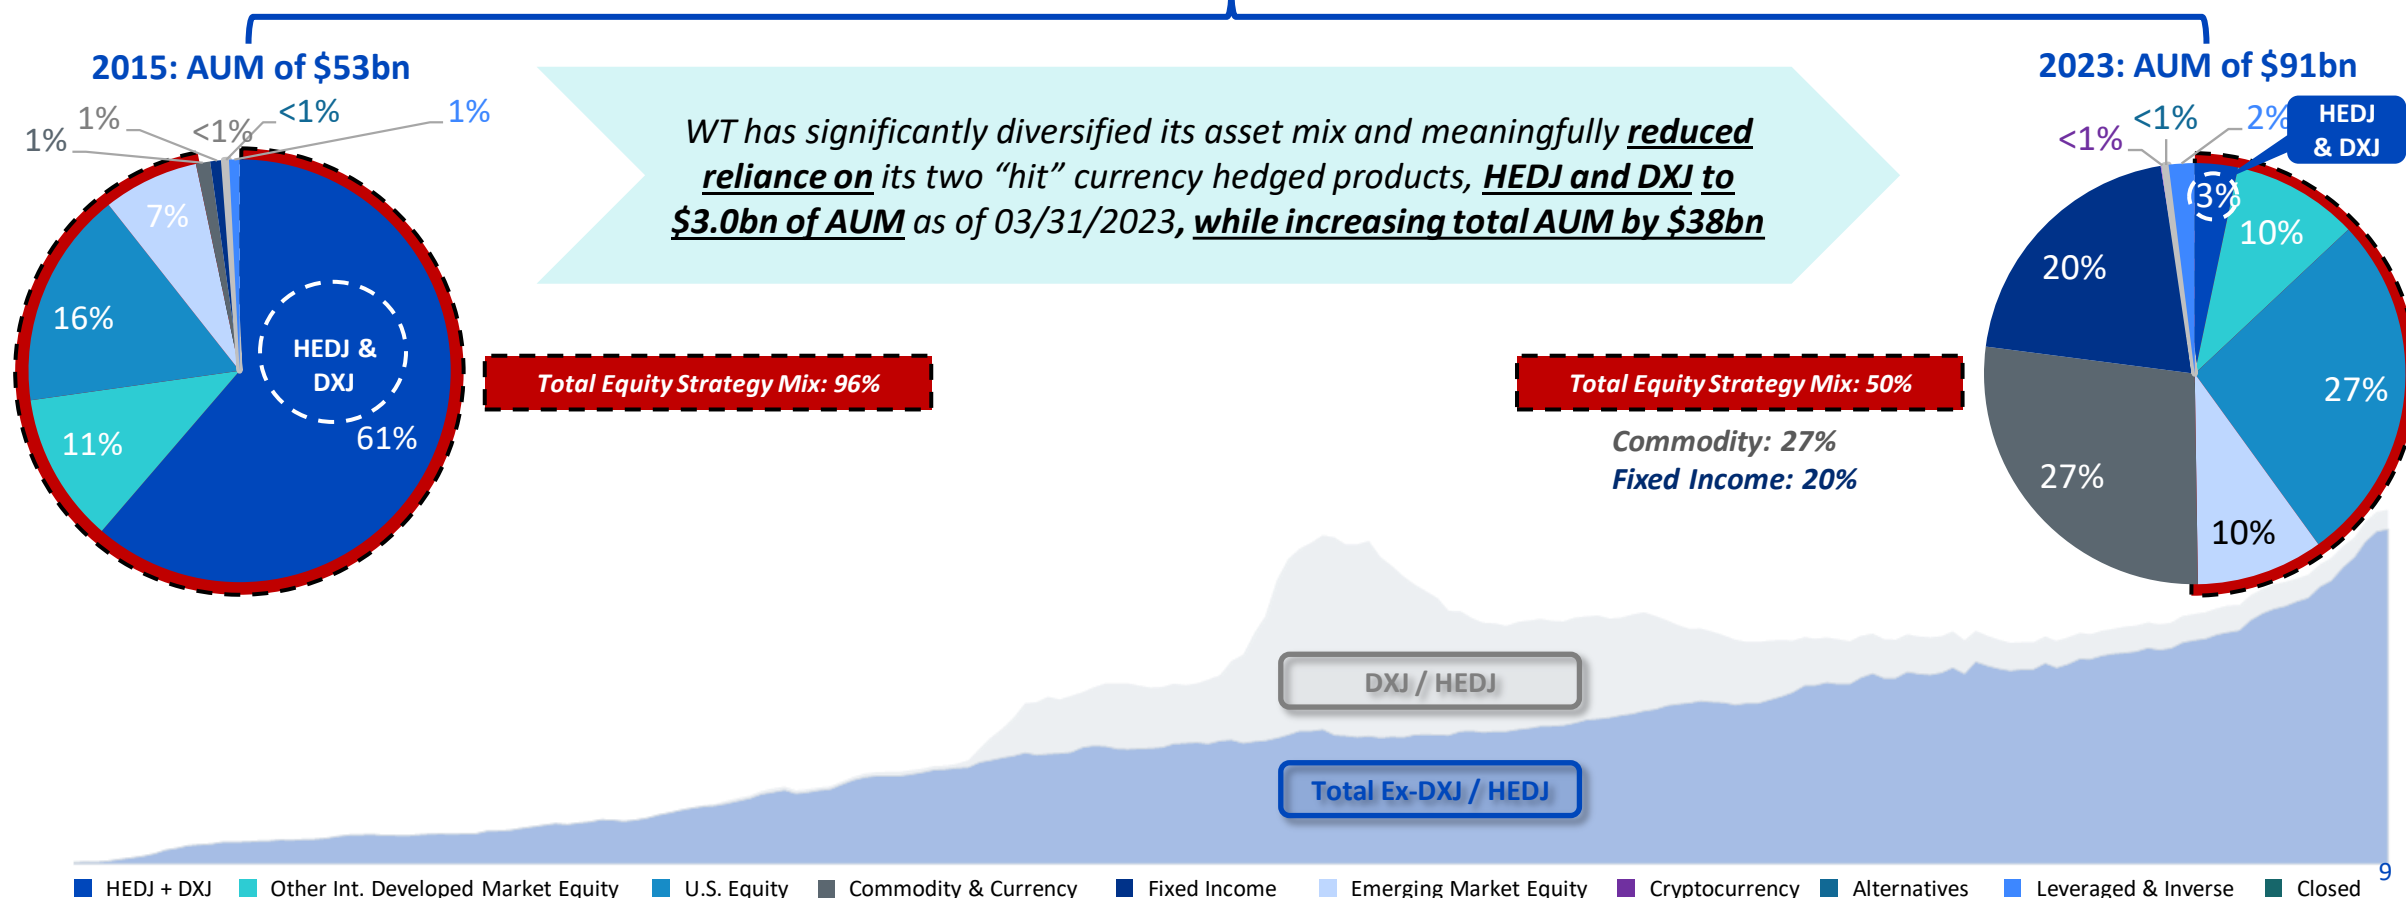 2015: AUM of $53bn
1%
1%
<1%
<1%
1%
7%
16%
11%
61%
HEDJ &
DXJ
WT has significantly diversified its asset mix and meaningfully reduced
reliance on its two “hit” currency hedged products, HEDJ and DXJ to
$3.0bn of AUM as of 03/31/2023, while increasing total AUM by $38bn
Total Equity Strategy Mix: 96%
2023: AUM of $91bn
<1%
<1%
2%
HEDJ
& DXJ
3%
10%
20%
27%
27%
10%
Total Equity Strategy Mix: 50%
Commodity: 27%
Fixed Income: 20%
DXJ / HEDJ
Total Ex-DXJ / HEDJ
9
HEDJ + DXJ Other Int. Developed Market Equity U.S. Equity Commodity & Currency Fixed Income Emerging Market Equity Cryptocurrency Alternatives Leveraged & Inverse Closed